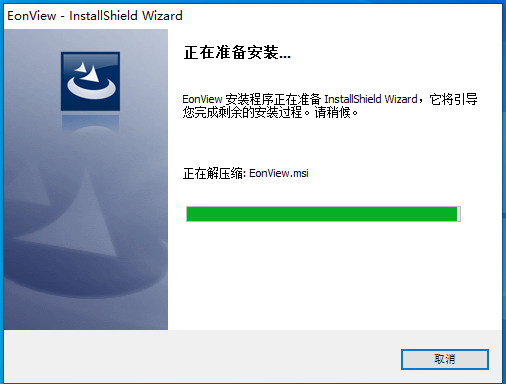 EonView - InstallShield Wizard
正在准备安装...
EonView 安装程序正在准备 InstallShield Wizard，它将引导
您完成剩余的安装过程。请稍候。
正在解压缩: EonView.msi
取消